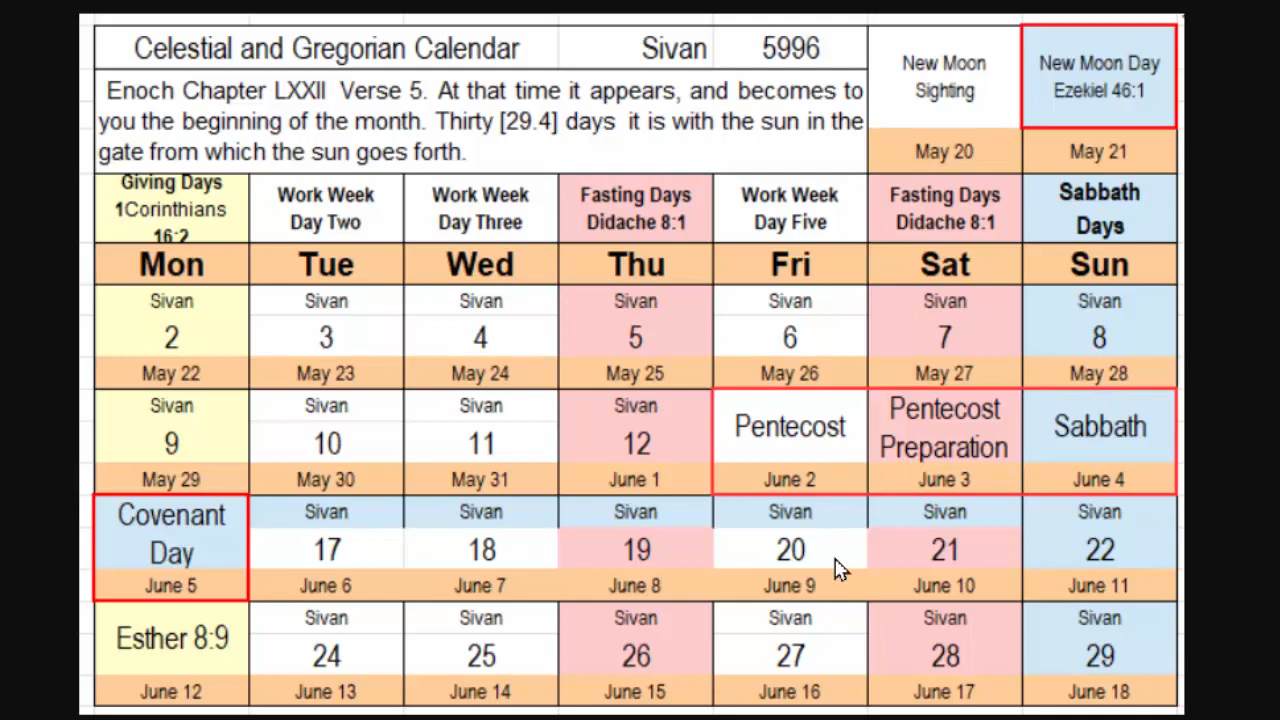 Celestial and Gregorian Calendar Sivan 5996
New Moon
Sighting
New Moon Day
Ezekiel 46:1
Enoch Chapter LXXII Verse 5. At that time it appears, and becomes to
you the beginning of the month. Thirty [29.4] days it is with the sun in the
gate from which the sun goes forth.
May 20 May 21
Giving Days
1Corinthians
16:2
Work Week
Day Two
Work Week
Day Three
Fasting Days
Didache 8:1
Work Week
Day Five
Fasting Days
Didache 8:1
Sabbath
Days
Mon Tue Wed Thu Fri Sat Sun
Sivan Sivan Sivan Sivan Sivan Sivan Sivan
2 3 4 5 6 7 8
May 22 May 23 May 24 May 25 May 26 May 27 May 28
Sivan Sivan Sivan Sivan
9 10 11 12
Pentecost
Pentecost
Preparation
Sabbath
May 29 May 30 May 31 June 1 June 2 June 3 June 4
Covenant
Day
Sivan Sivan Sivan Sivan Sivan Sivan
17 18 19 20 21 22
June 5 June 6 June 7 June 8 June 9 June 10 June 11
Esther 8:9
Sivan Sivan Sivan Sivan Sivan Sivan
24 25 26 27 28 29
June 12 June 13 June 14 June 15 June 16 June 17 June 18